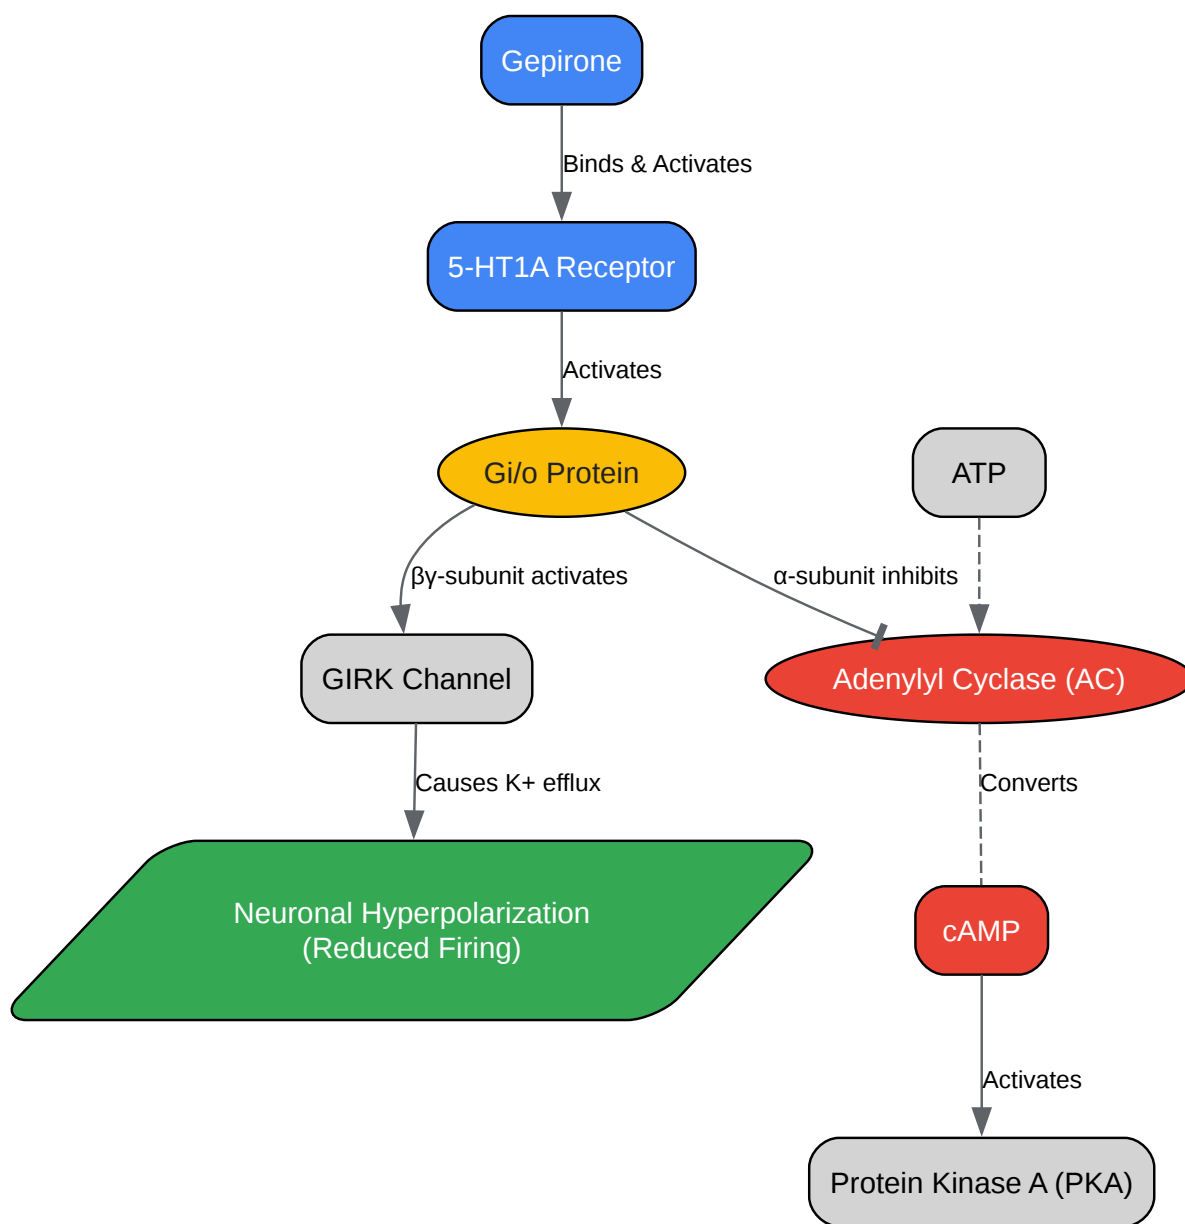 Gepirone
Binds & Activates
5-HT1A Receptor
Activates
Gi/o Protein
ATP
βγ-subunit activates
α-subunit inhibits
GIRK Channel
Adenylyl Cyclase (AC)
Causes K+ efflux
Converts
Neuronal Hyperpolarization
(Reduced Firing)
cAMP
Activates
Protein Kinase A (PKA)